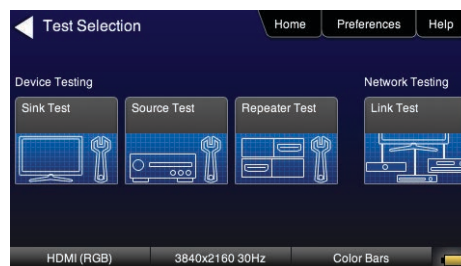 Test Selection
Home
Preferences
Help
Device Testing
Network Testing
Sink Test
Source Test
Repeater Test
Link Test
HDMI (RGB)
3840x2160 30Hz
Color Bars